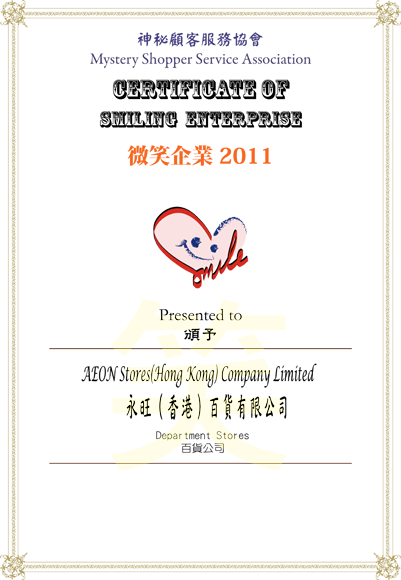 神秘顧客服務協會
Mystery Shopper Service Association
CERTIFICATE OF
SMILING ENTERPRISE
微笑企業 2011
Smile
Presented to
頒予
笑
AEON Stores(Hong Kong) Company Limited
永旺（香港）百貨有限公司
Department Stores
百貨公司